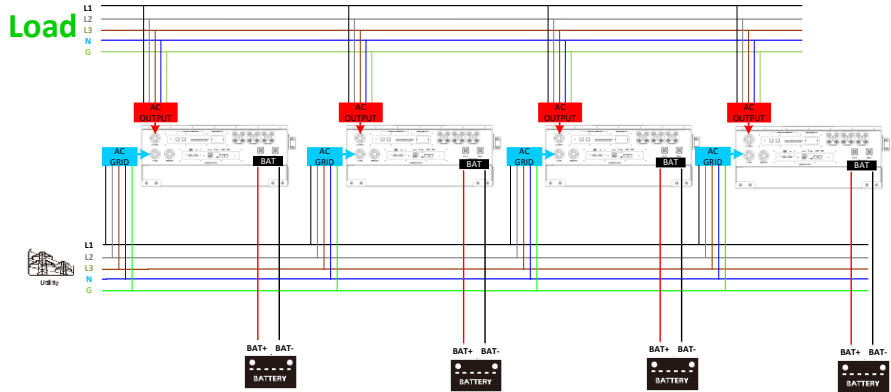 Load
L1
L2
L3
N
G
AC
OUTPUT
AC
OUTPUT
AC
OUTPUT
AC
OUTPUT
AC
GRID
BAT
AC
GRID
BAT
AC
GRID
BAT
AC
GRID
BAT
L1
L2
L3
N
G
Utility
BAT+ BAT-
BAT+ BAT-
BAT+ BAT-
BAT+ BAT-
BATTERY
BATTERY
BATTERY
BATTERY